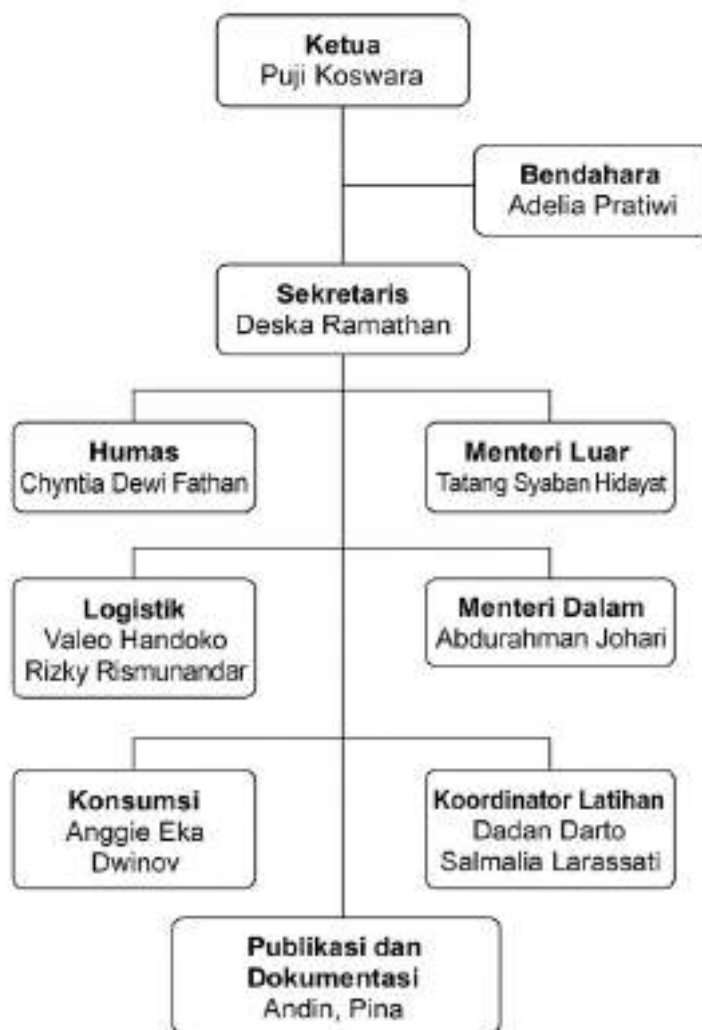 Ketua
Puji Koswara
Bendahara
Adelia Pratiwi
Sekretaris
Deska Ramathan
Humas
Chyntia Dewi Fathan
Menteri Luar
Tatang Syaban Hidayat
Logistik
Valeo Handoko
Rizky Rismunandar
Menteri Dalam
Abdurahman Johari
Konsumsi
Anggie Eka
Dwinov
Koordinator Latihan
Dadan Darto
Salmalia Larassati
Publikasi dan
Dokumentasi
Andin, Pina